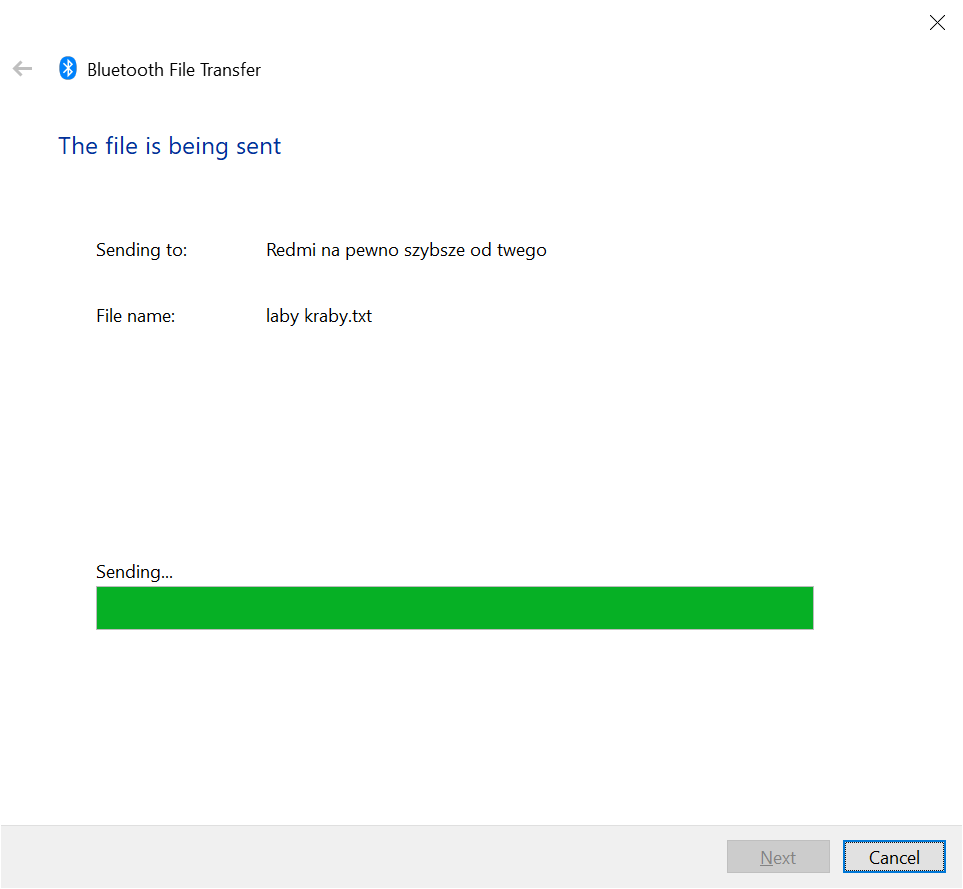 Bluetooth File Transfer
The file is being sent
Sending to: Redmi na pewno szybsze od twego
File name: laby kraby.txt
Sending...
Next Cancel